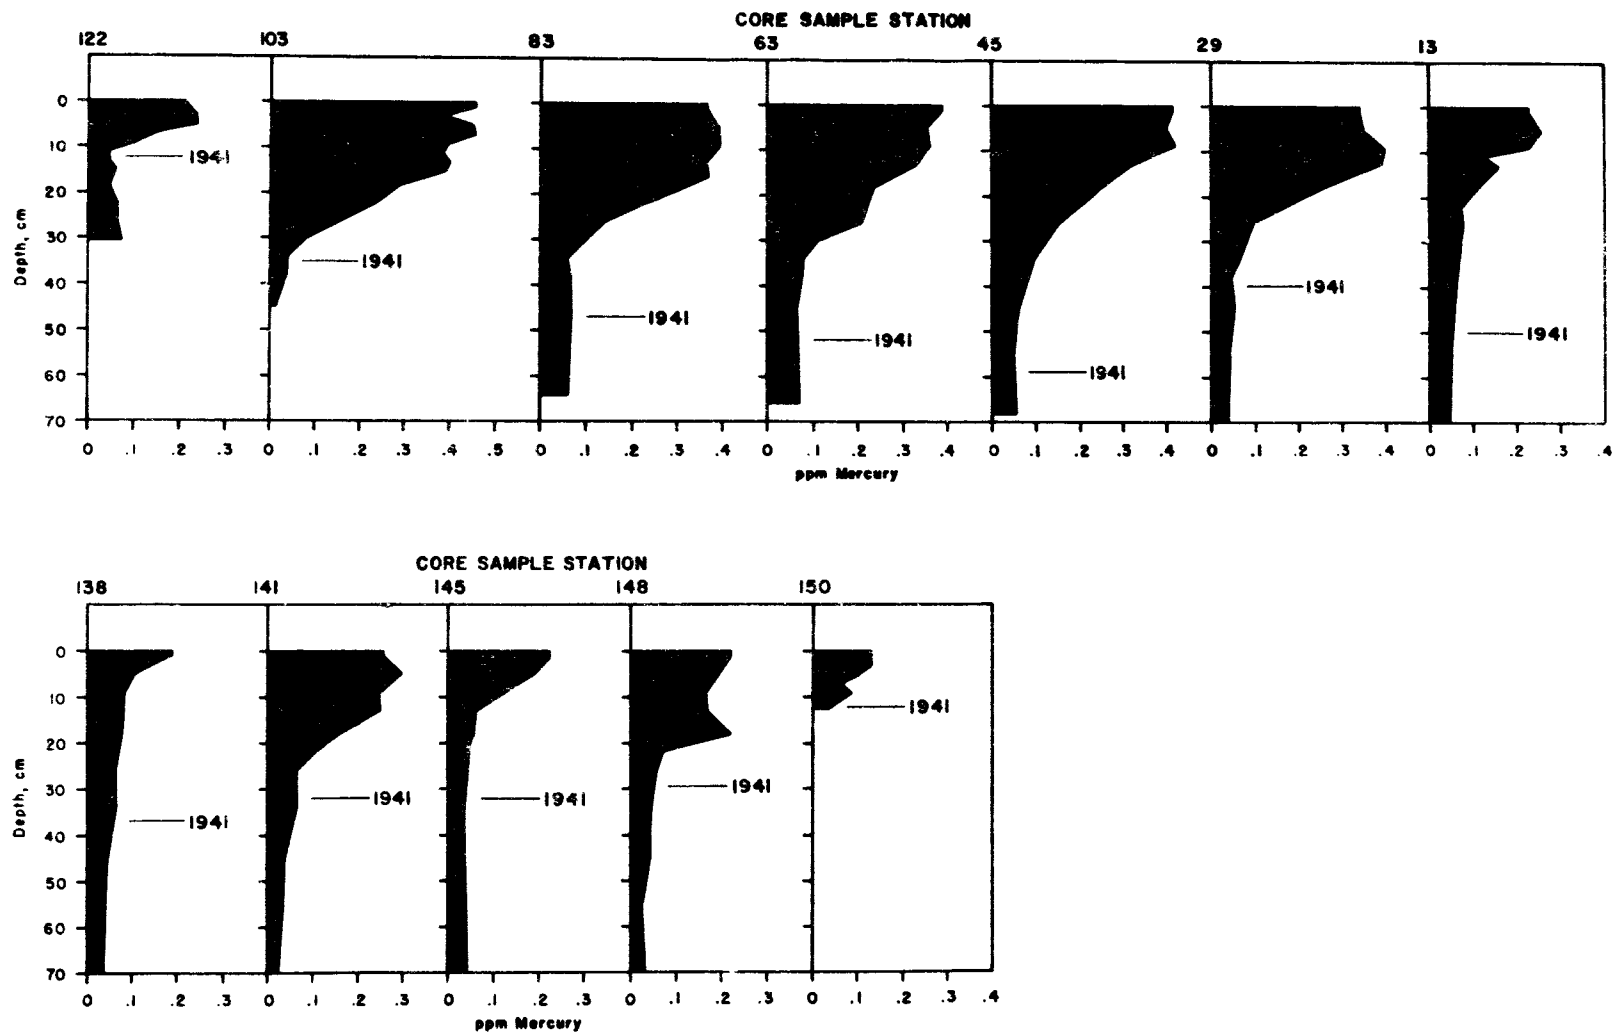 CORE SAMPLE STATION
122 103 83 63 45 29 13
0
10
20
30
40
50
60
70
Depth, cm
1941
1941
1941
1941
1941
1941
1941
0 .1 .2 .3 0 .1 .2 .3 .4 .5 0 .1 .2 .3 .4 0 .1 .2 .3 .4 0 .1 .2 .3 .4 0 .1 .2 .3 .4 0 .1 .2 .3 .4
ppm Mercury
CORE SAMPLE STATION
138 141 145 148 150
0
10
20
30
40
50
60
70
Depth, cm
1941
1941
1941
1941
1941
0 .1 .2 .3 0 .1 .2 .3 0 .1 .2 .3 0 .1 .2 .3 0 .1 .2 .3 .4
ppm Mercury